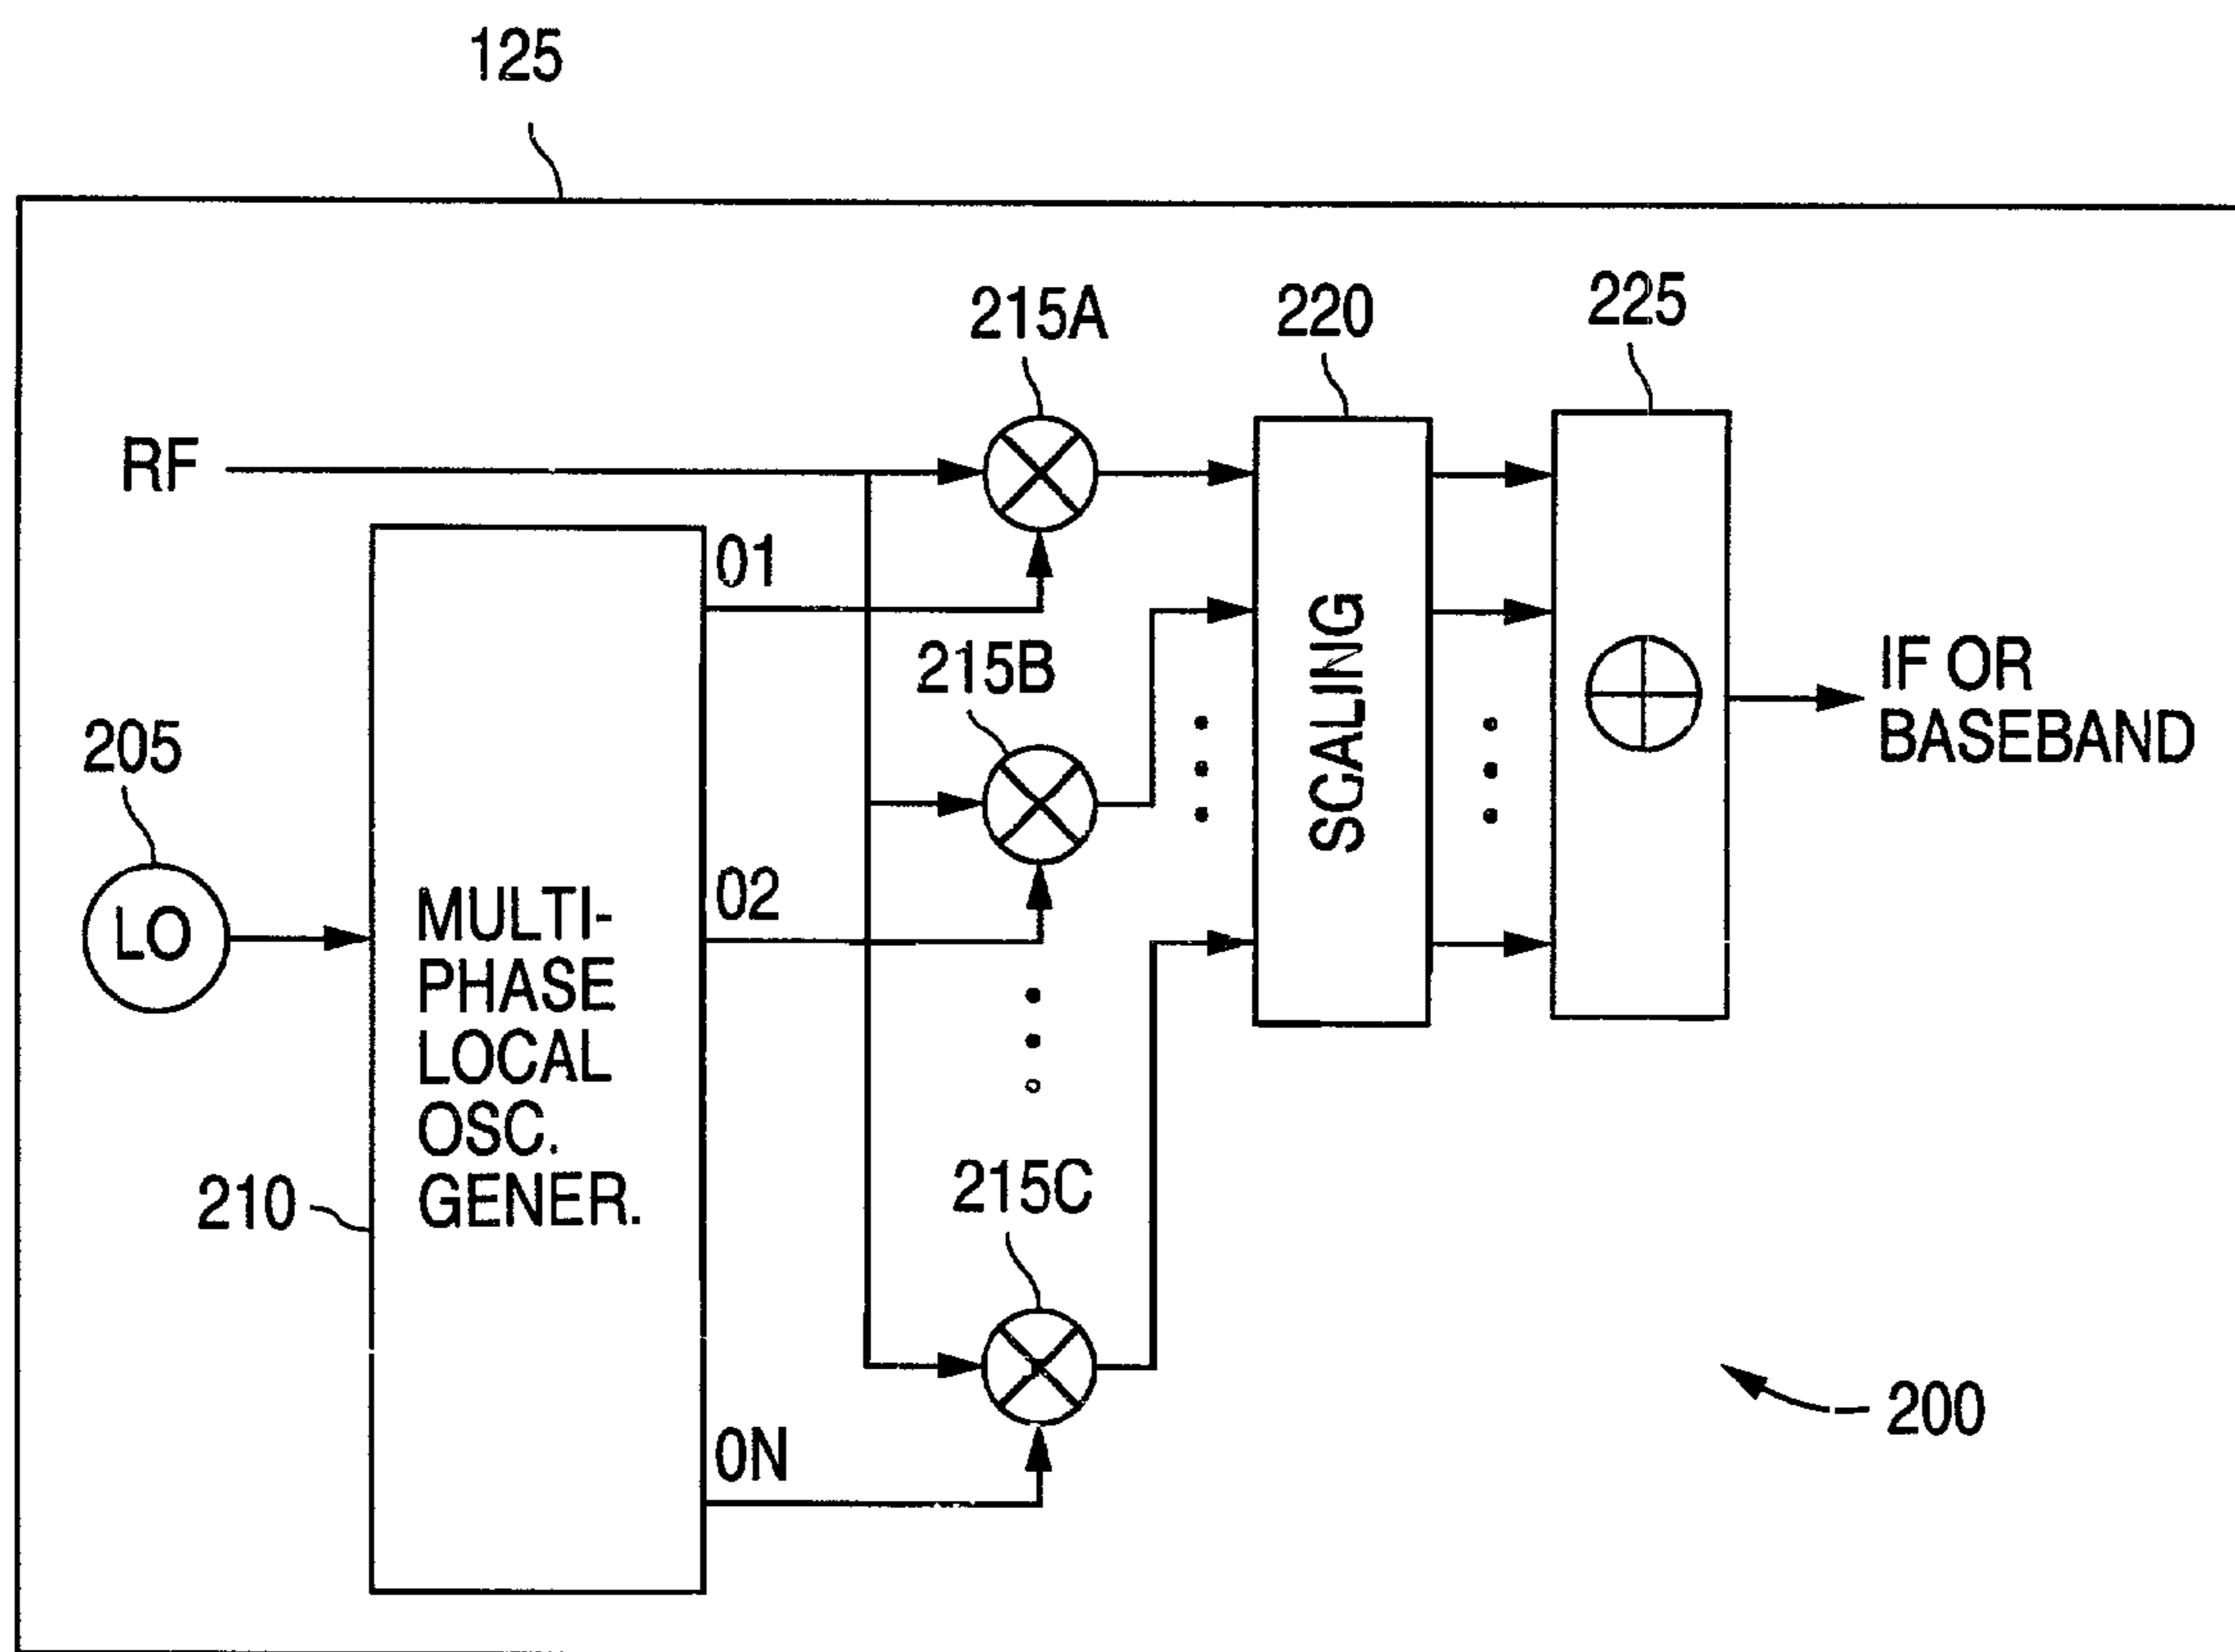 125
215A
220
225
RF
01
215B
SCALING
IF OR
BASEBAND
205
LO
02
MULTI-
PHASE
LOCAL
OSC.
GENER.
210
215C
0N
200